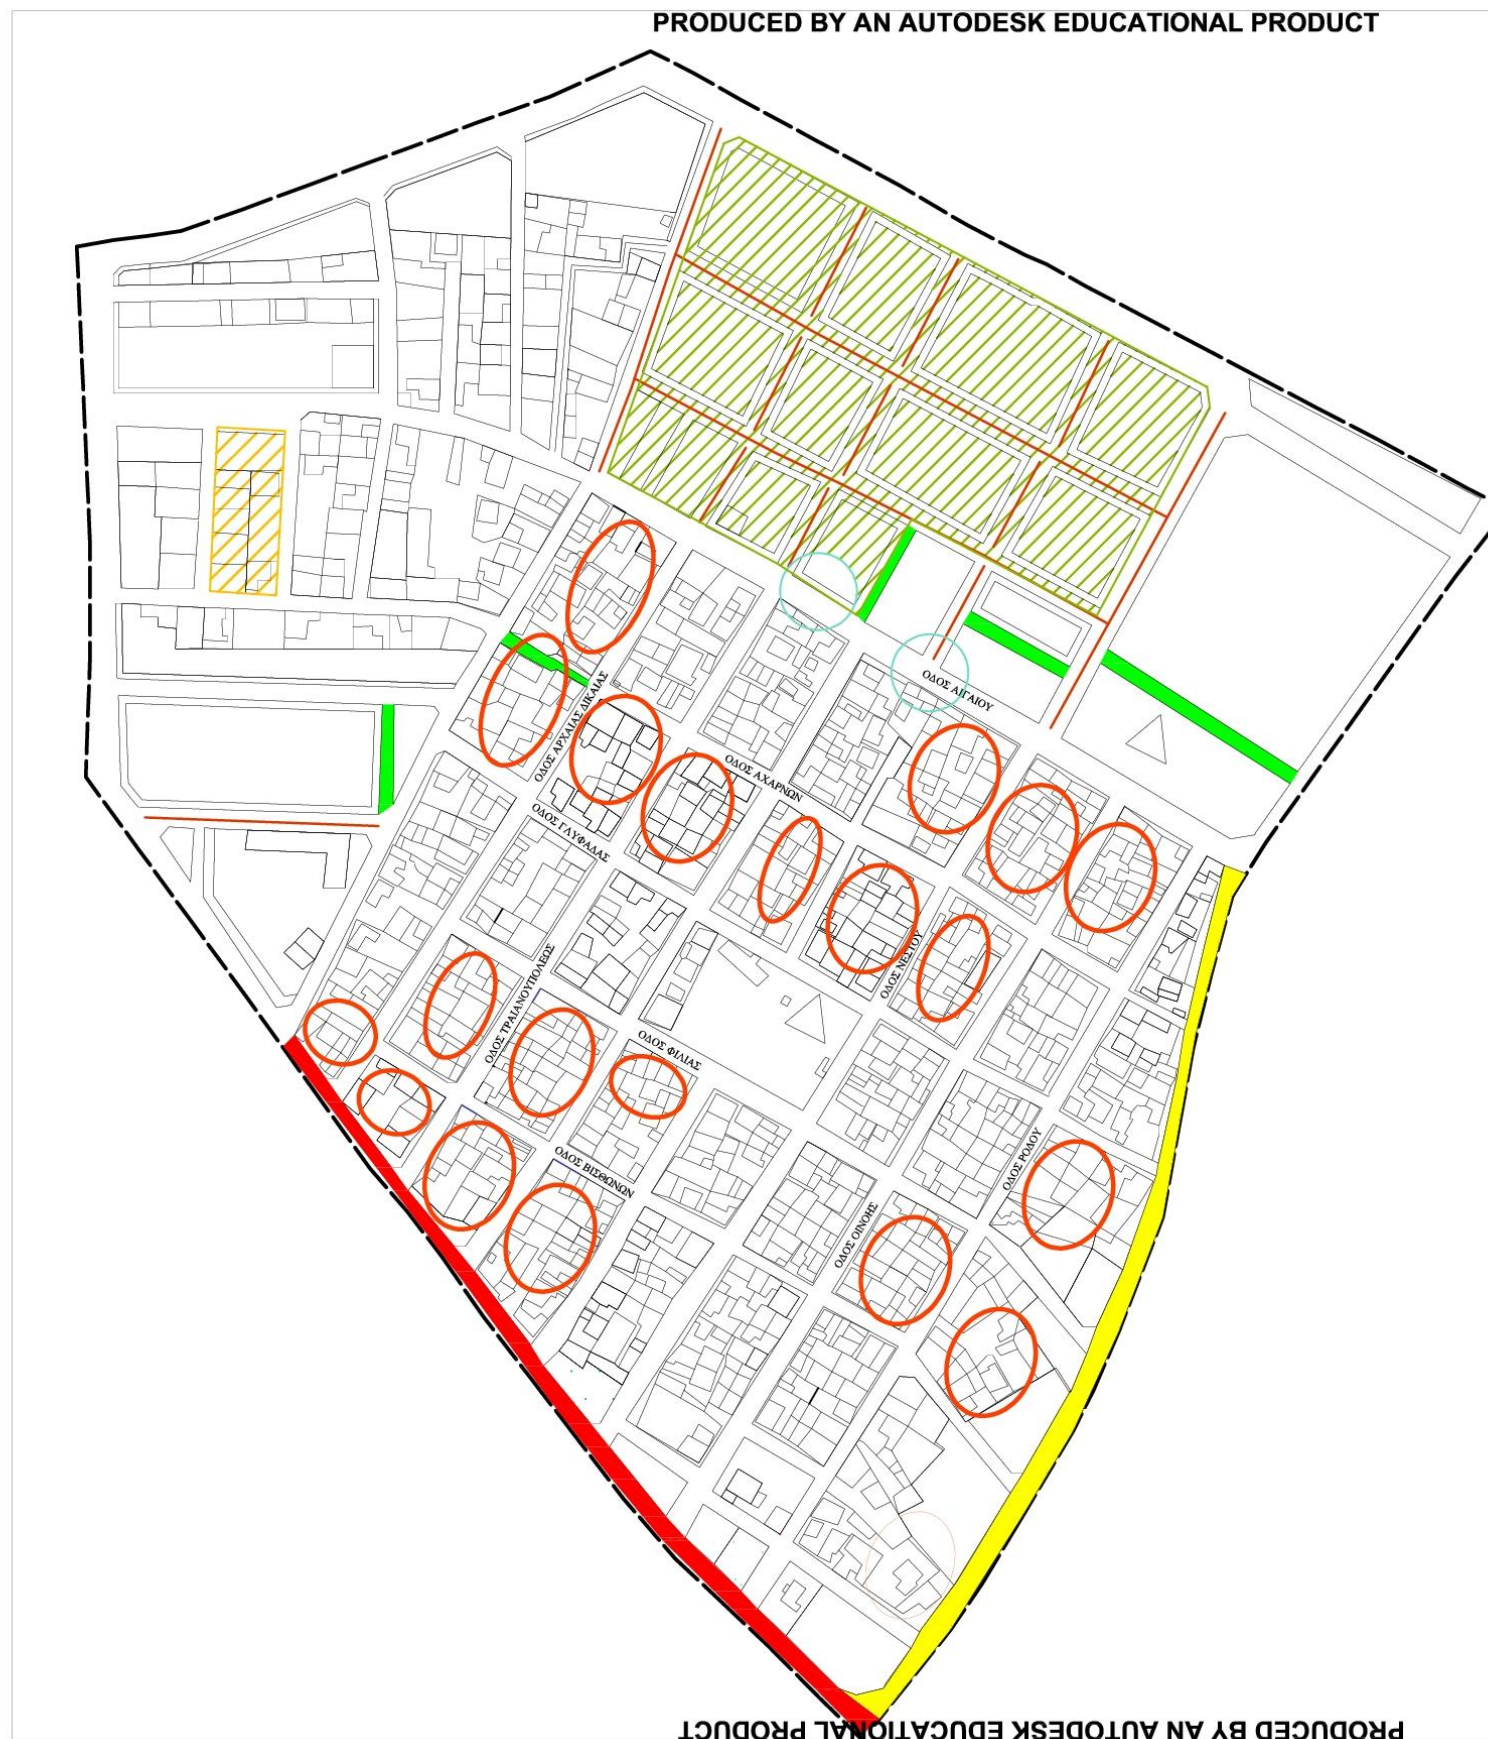 PRODUCED BY AN AUTODESK EDUCATIONAL PRODUCT
ΟΔΟΣ ΑΙΓΑΙΟΥ
ΟΔΟΣ ΑΡΧΑΙΑΣ ΔΙΚΑΙΑΣ
ΟΔΟΣ ΑΧΑΡΝΩΝ
ΟΔΟΣ ΓΛΥΦΑΔΑΣ
ΟΔΟΣ ΝΕΣΤΟΥ
ΟΔΟΣ ΤΡΑΙΑΝΟΥΠΟΛΕΩΣ
ΟΔΟΣ ΦΙΛΙΑΣ
ΟΔΟΣ ΡΟΔΟΥ
ΟΔΟΣ ΒΙΣΘΩΝΩΝ
ΟΔΟΣ ΟΙΝΟΗΣ
PRODUCED BY AN AUTODESK EDUCATIONAL PRODUCT